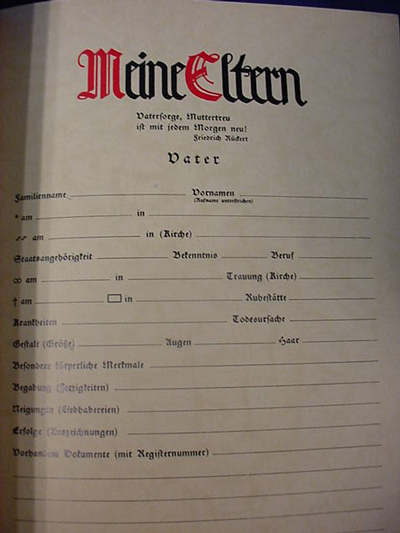 Meine Eltern
Vatersorge, Muttertreu
ist mit jedem Morgen neu!
Friedrich Rückert
Vater
Familienname Vornamen
(Rufname unterstreichen)
* am in
am in (Kirche)
Staatsangehörigkeit Bekenntnis Beruf
∞ am in Trauung (Kirche)
† am in Ruhestätte
Krankheiten Todesursache
Gestalt (Größe) Augen Haar
Besondere körperliche Merkmale
Begabung (Fertigkeiten)
Neigungen (Liebhabereien)
Erfolge (Auszeichnungen)
Vorhandene Dokumente (mit Registernummer)